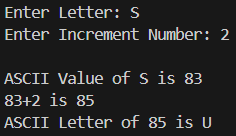 Enter Letter: S
Enter Increment Number: 2
ASCII Value of S is 83
83+2 is 85
ASCII Letter of 85 is U